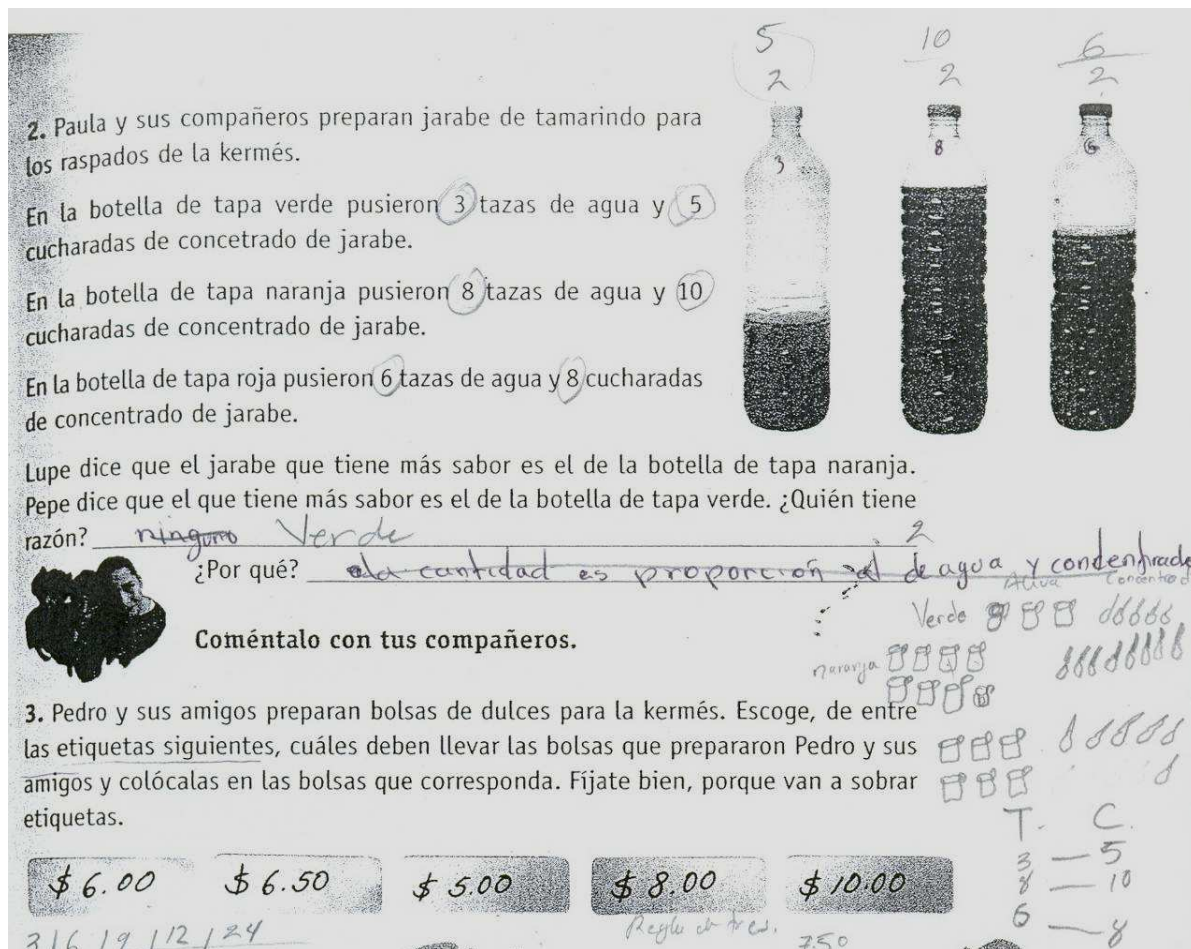 5 10 6
2 2 2
2. Paula y sus compañeros preparan jarabe de tamarindo para
los raspados de la kermés.
3 8 6
En la botella de tapa verde pusieron 3 tazas de agua y 5
cucharadas de concetrado de jarabe.
En la botella de tapa naranja pusieron 8 tazas de agua y 10
cucharadas de concentrado de jarabe.
En la botella de tapa roja pusieron 6 tazas de agua y 8 cucharadas
de concentrado de jarabe.
Lupe dice que el jarabe que tiene más sabor es el de la botella de tapa naranja.
Pepe dice que el que tiene más sabor es el de la botella de tapa verde. ¿Quién tiene
razón? ninguno Verde
2
¿Por qué? la cantidad es proporción de agua y condentrade
Agua Concentrado
Verde
Coméntalo con tus compañeros.
naranja
3. Pedro y sus amigos preparan bolsas de dulces para la kermés. Escoge, de entre
las etiquetas siguientes, cuáles deben llevar las bolsas que prepararon Pedro y sus
amigos y colócalas en las bolsas que corresponda. Fíjate bien, porque van a sobrar
etiquetas.
T. C.
3 — 5
8 — 10
6 — 8
$ 6.00 $ 6.50 $ 5.00 $ 8.00 $ 10.00
3 | 6 | 9 | 12 | 24
Regla de tres.
7.50